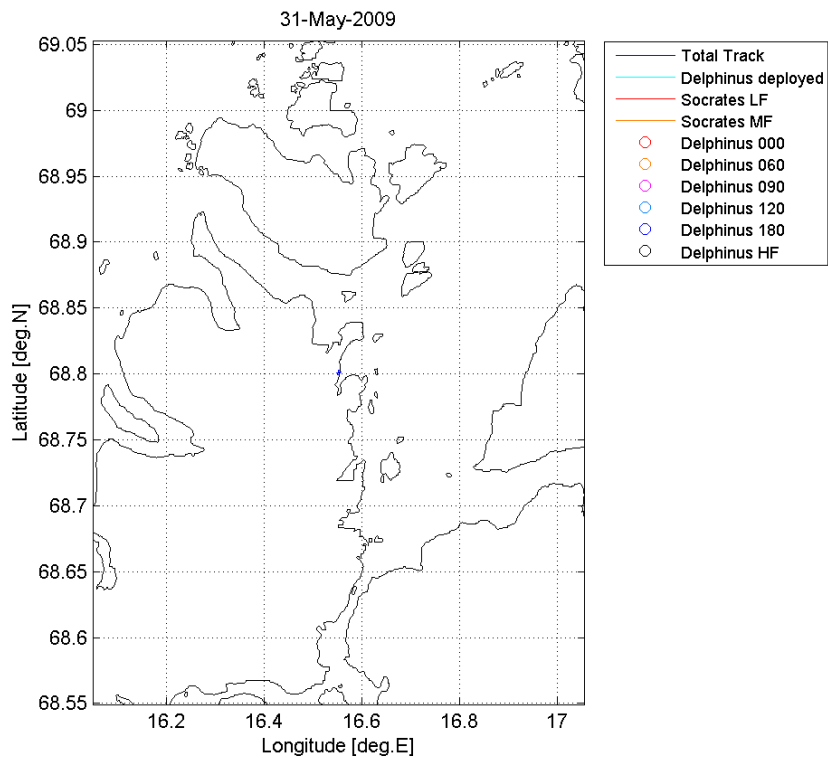 31-May-2009
69.05
69
68.95
68.9
68.85
68.8
68.75
68.7
68.65
68.6
68.55
Latitude [deg.N]
16.2 16.4 16.6 16.8 17
Longitude [deg.E]
Total Track
Delphinus deployed
Socrates LF
Socrates MF
Delphinus 000
Delphinus 060
Delphinus 090
Delphinus 120
Delphinus 180
Delphinus HF